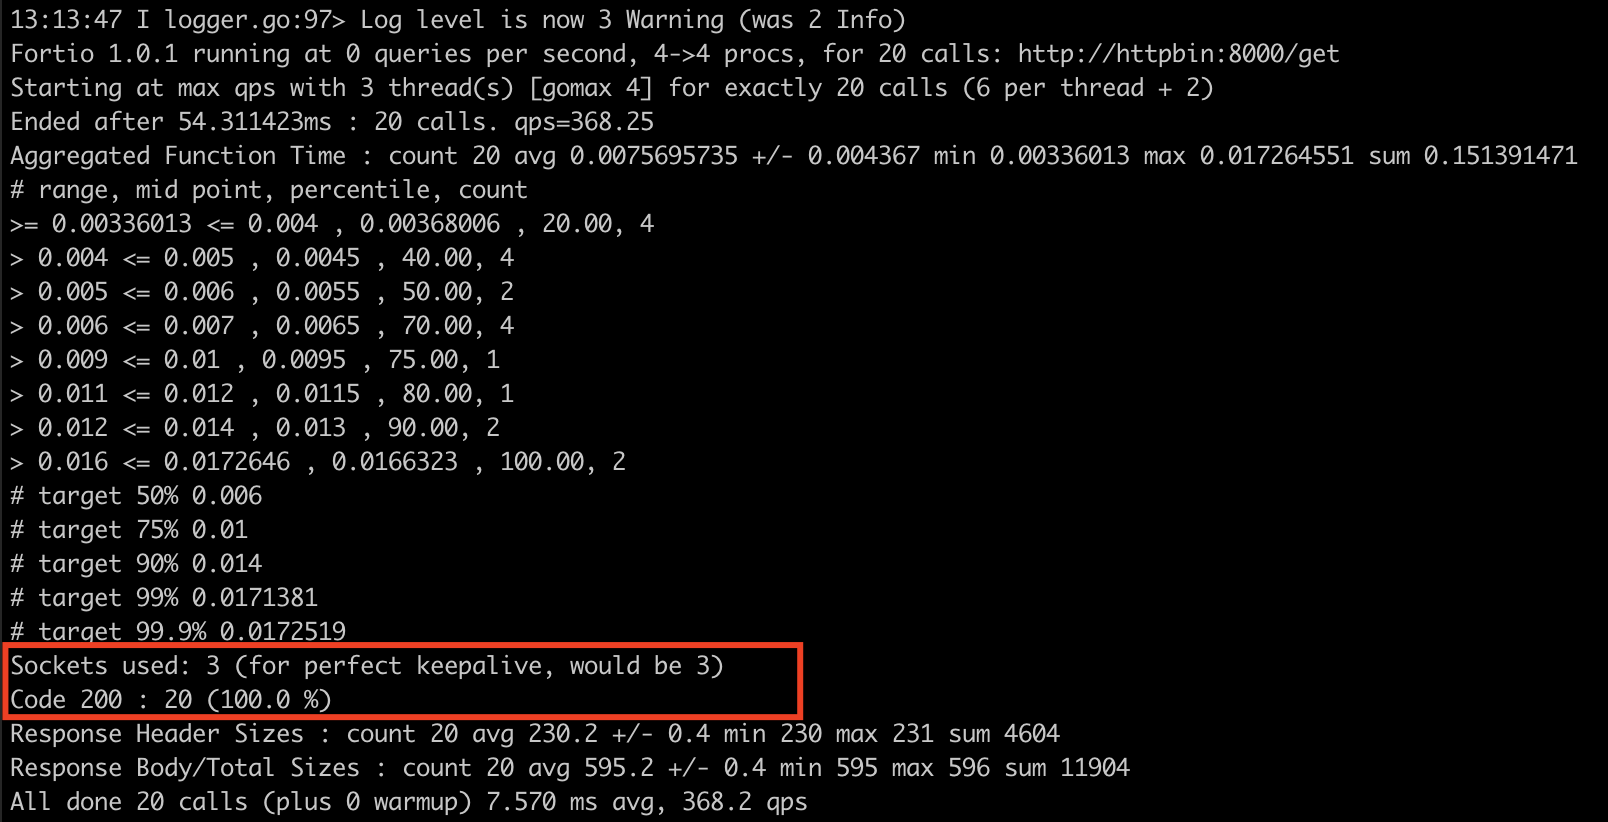 13:13:47 I logger.go:97> Log level is now 3 Warning (was 2 Info)
Fortio 1.0.1 running at 0 queries per second, 4->4 procs, for 20 calls: http://httpbin:8000/get
Starting at max qps with 3 thread(s) [gomax 4] for exactly 20 calls (6 per thread + 2)
Ended after 54.311423ms : 20 calls. qps=368.25
Aggregated Function Time : count 20 avg 0.0075695735 +/- 0.004367 min 0.00336013 max 0.017264551 sum 0.151391471
# range, mid point, percentile, count
>= 0.00336013 <= 0.004 , 0.00368006 , 20.00, 4
> 0.004 <= 0.005 , 0.0045 , 40.00, 4
> 0.005 <= 0.006 , 0.0055 , 50.00, 2
> 0.006 <= 0.007 , 0.0065 , 70.00, 4
> 0.009 <= 0.01 , 0.0095 , 75.00, 1
> 0.011 <= 0.012 , 0.0115 , 80.00, 1
> 0.012 <= 0.014 , 0.013 , 90.00, 2
> 0.016 <= 0.0172646 , 0.0166323 , 100.00, 2
# target 50% 0.006
# target 75% 0.01
# target 90% 0.014
# target 99% 0.0171381
# target 99.9% 0.0172519
Sockets used: 3 (for perfect keepalive, would be 3)
Code 200 : 20 (100.0 %)
Response Header Sizes : count 20 avg 230.2 +/- 0.4 min 230 max 231 sum 4604
Response Body/Total Sizes : count 20 avg 595.2 +/- 0.4 min 595 max 596 sum 11904
All done 20 calls (plus 0 warmup) 7.570 ms avg, 368.2 qps